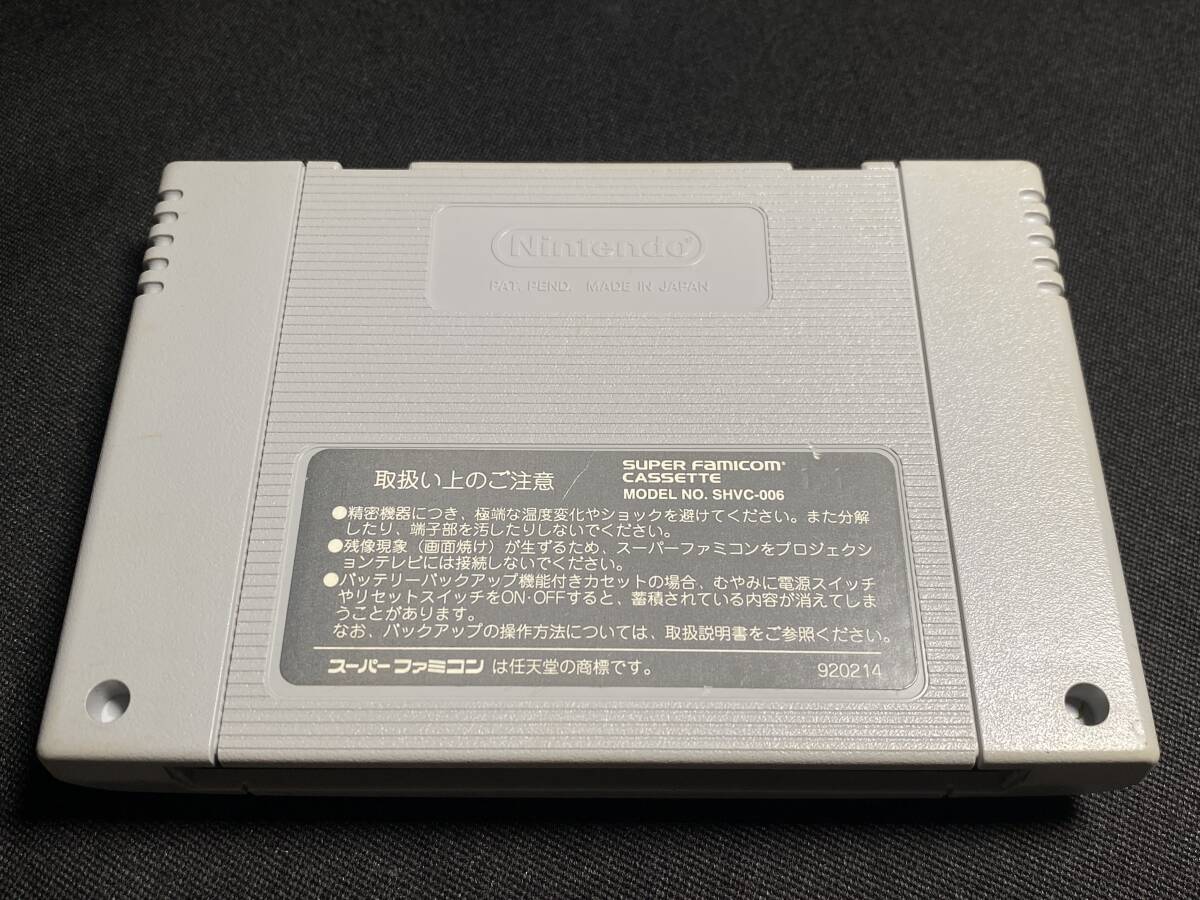 Nintendo®
PAT. PEND. MADE IN JAPAN
取扱い上のご注意
SUPER FAMICOM®
CASSETTE
MODEL NO. SHVC-006
●精密機器につき、極端な温度変化やショックを避けてください。また分解
したり、端子部を汚したりしないでください。
●残像現象（画面焼け）が生ずるため、スーパーファミコンをプロジェクシ
ョンテレビには接続しないでください。
●バッテリーバックアップ機能付きカセットの場合、むやみに電源スイッチ
やリセットスイッチをON·OFFすると、蓄積されている内容が消えてしま
うことがあります。
なお、バックアップの操作方法については、取扱説明書をご参照ください。
スーパーファミコン は任天堂の商標です。
920214